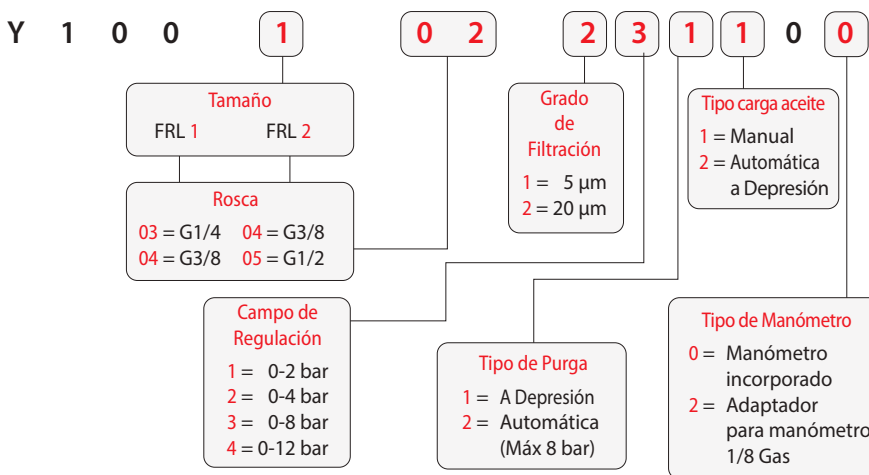 Y 1 0 0 1 0 2 2 3 1 1 0 0
Tamaño
FRL 1 FRL 2
Rosca
03 = G1/4 04 = G3/8
04 = G3/8 05 = G1/2
Grado
de
Filtración
1 = 5 µm
2 = 20 µm
Tipo carga aceite
1 = Manual
2 = Automática
a Depresión
Campo de
Regulación
1 = 0-2 bar
2 = 0-4 bar
3 = 0-8 bar
4 = 0-12 bar
Tipo de Purga
1 = A Depresión
2 = Automática
(Máx 8 bar)
Tipo de Manómetro
0 = Manómetro
incorporado
2 = Adaptador
para manómetro
1/8 Gas